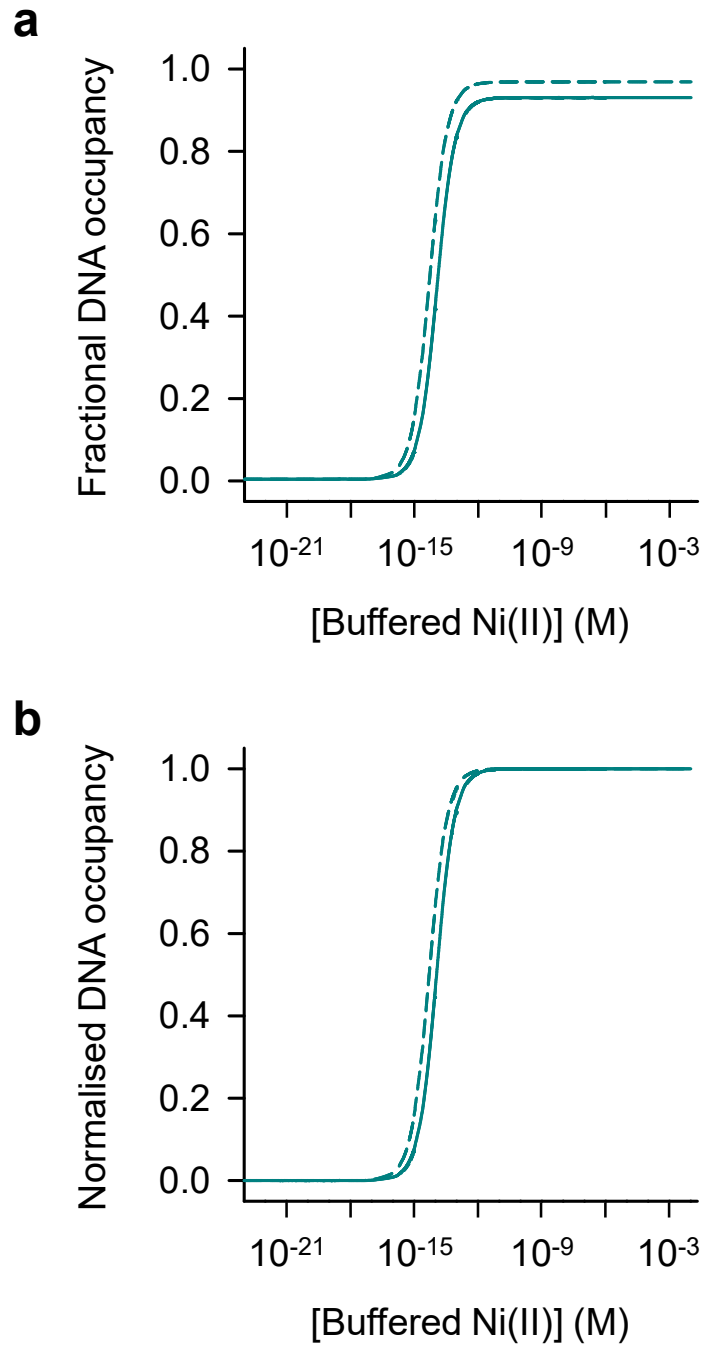 a
Fractional DNA occupancy
1.0
0.8
0.6
0.4
0.2
0.0
10-21 10-15 10-9 10-3
[Buffered Ni(II)] (M)
b
Normalised DNA occupancy
1.0
0.8
0.6
0.4
0.2
0.0
10-21 10-15 10-9 10-3
[Buffered Ni(II)] (M)